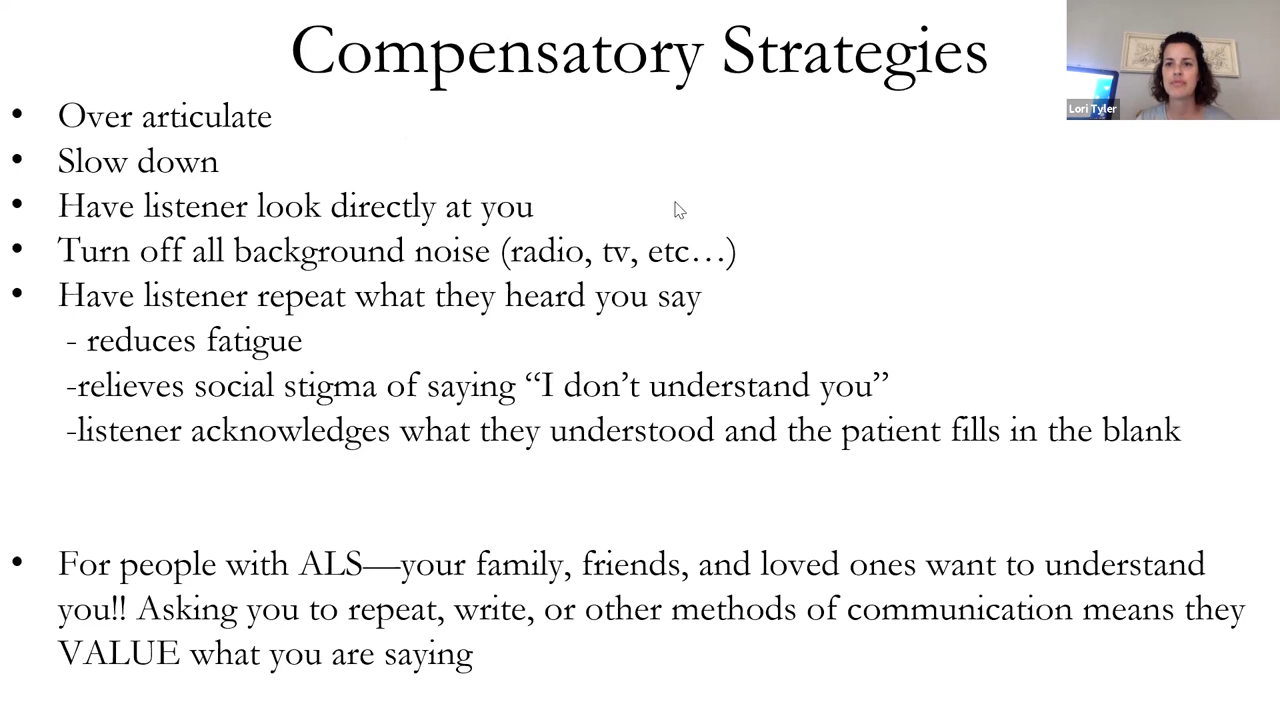 Compensatory Strategies
Lori Tyler
• Over articulate
• Slow down
• Have listener look directly at you
• Turn off all background noise (radio, tv, etc…)
• Have listener repeat what they heard you say
- reduces fatigue
-relieves social stigma of saying “I don’t understand you”
-listener acknowledges what they understood and the patient fills in the blank
• For people with ALS—your family, friends, and loved ones want to understand
you!! Asking you to repeat, write, or other methods of communication means they
VALUE what you are saying